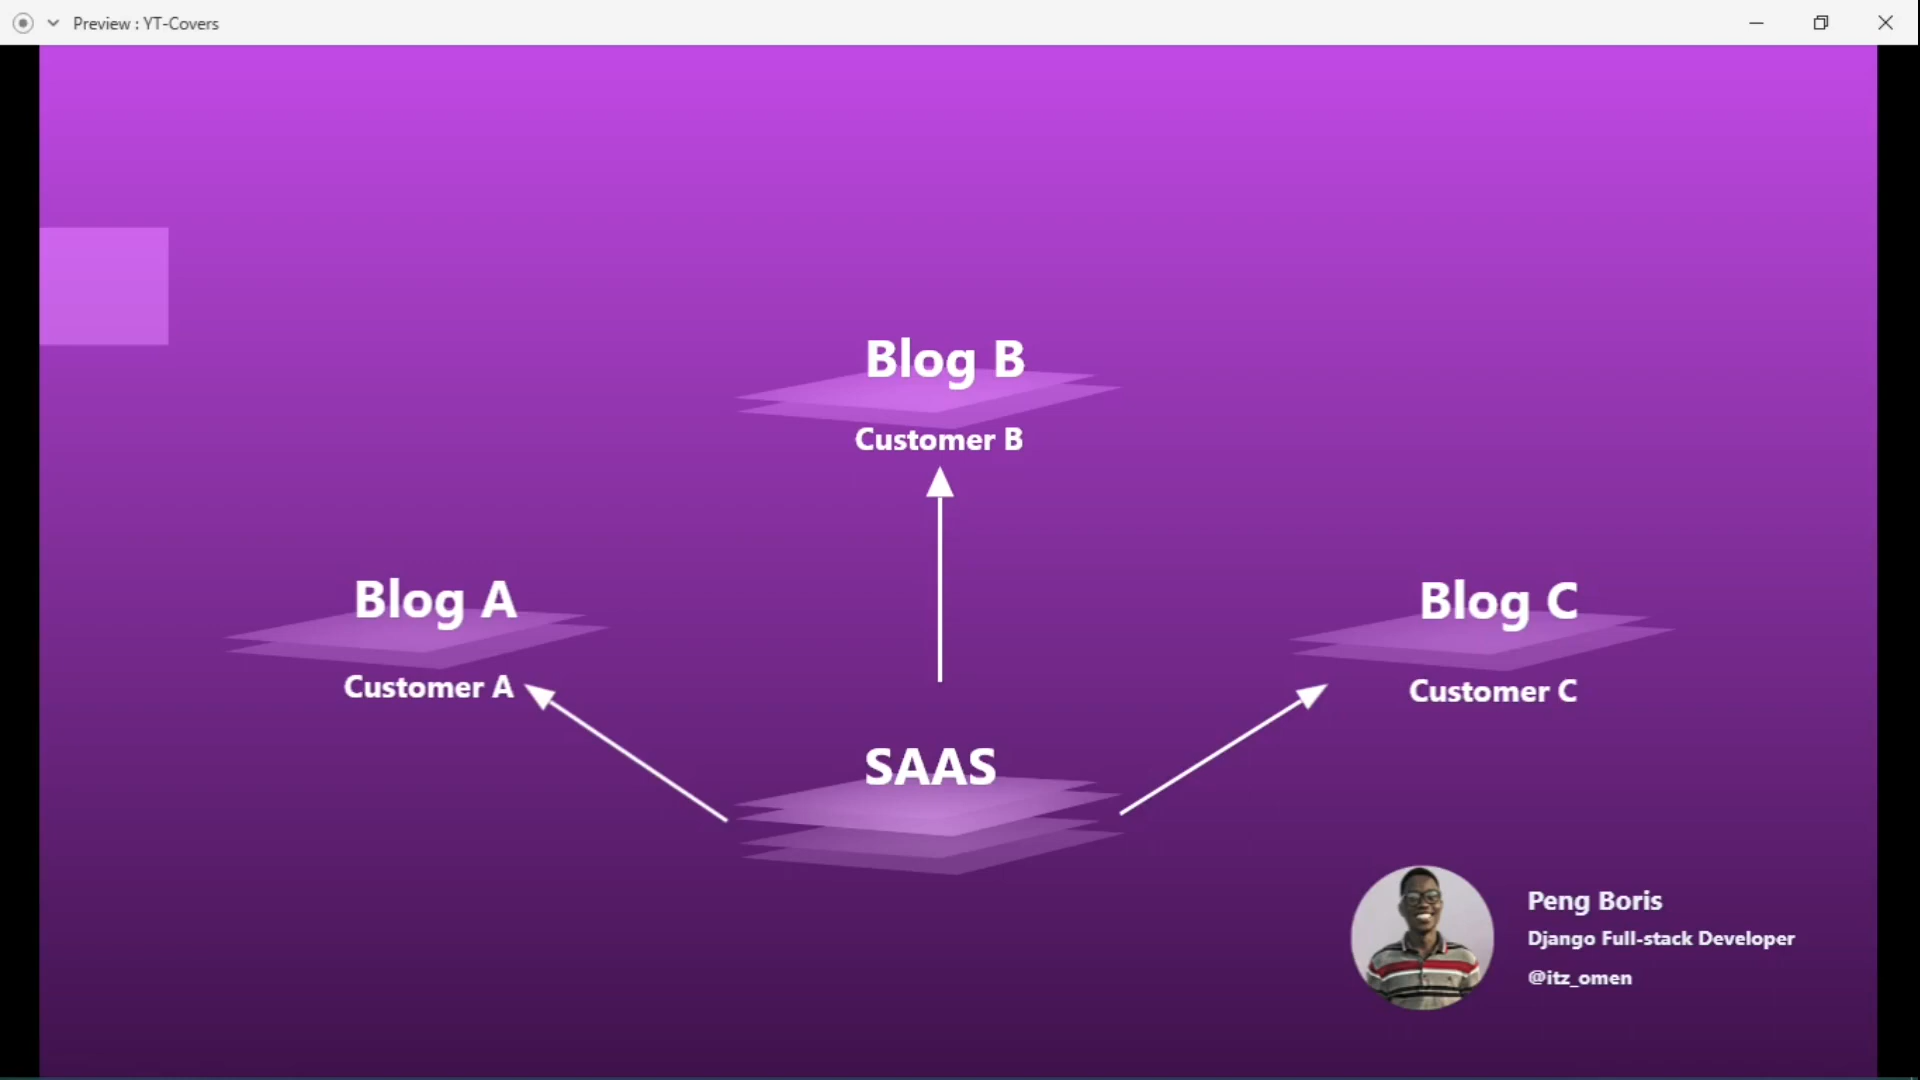 Preview : YT-Covers
Blog B
Customer B
Blog A
Customer A
Blog C
Customer C
SAAS
Peng Boris
Django Full-stack Developer
@itz_omen